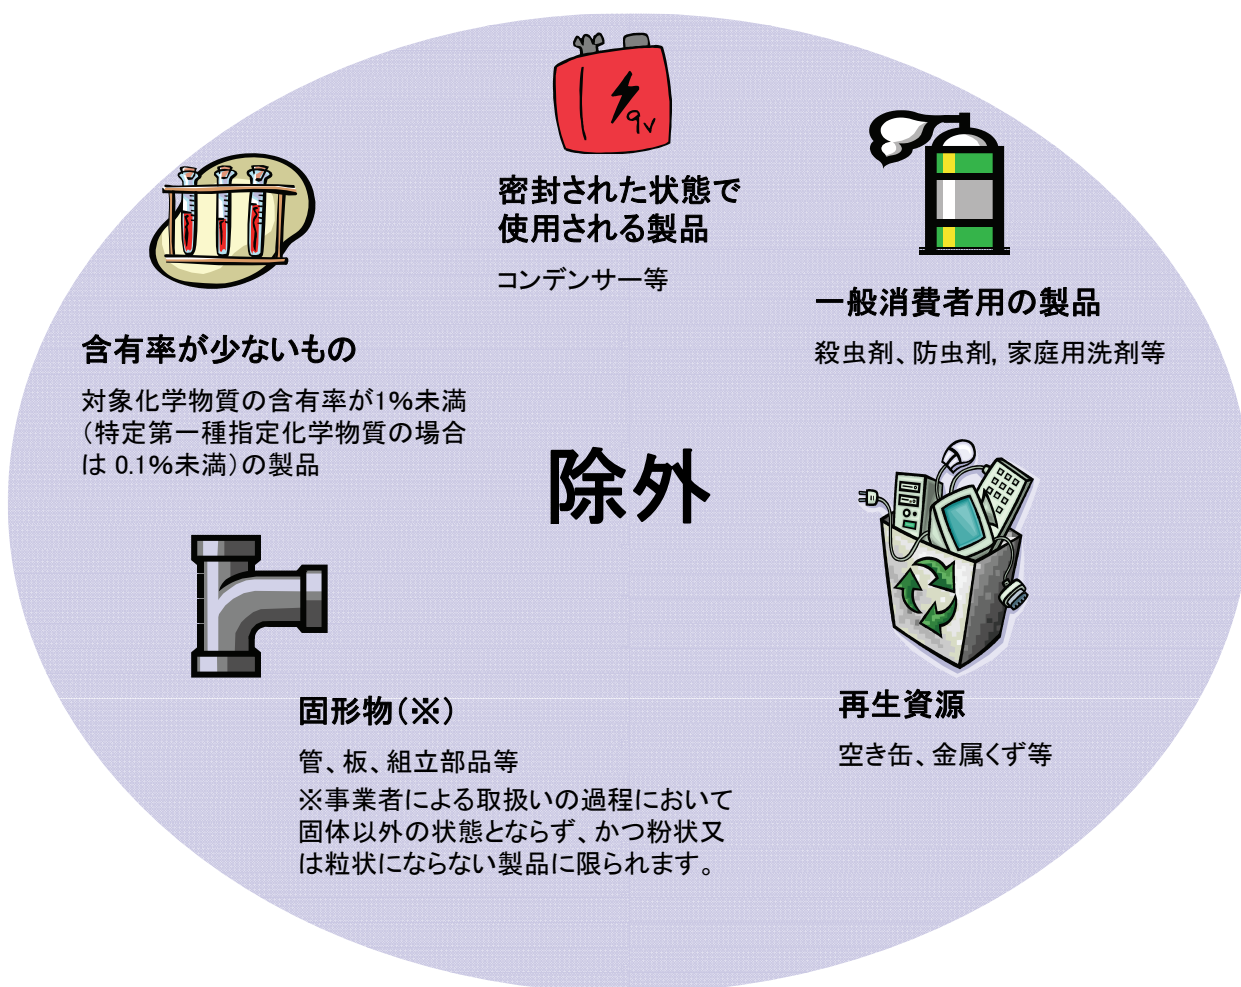 9v
密封された状態で
使用される製品
コンデンサー等
一般消費者用の製品
殺虫剤、防虫剤, 家庭用洗剤等
含有率が少ないもの
対象化学物質の含有率が1%未満
(特定第一種指定化学物質の場合
は 0.1%未満)の製品
除外
固形物(※)
管、板、組立部品等
※事業者による取扱いの過程において
固体以外の状態とならず、かつ粉状又
は粒状にならない製品に限られます。
再生資源
空き缶、金属くず等